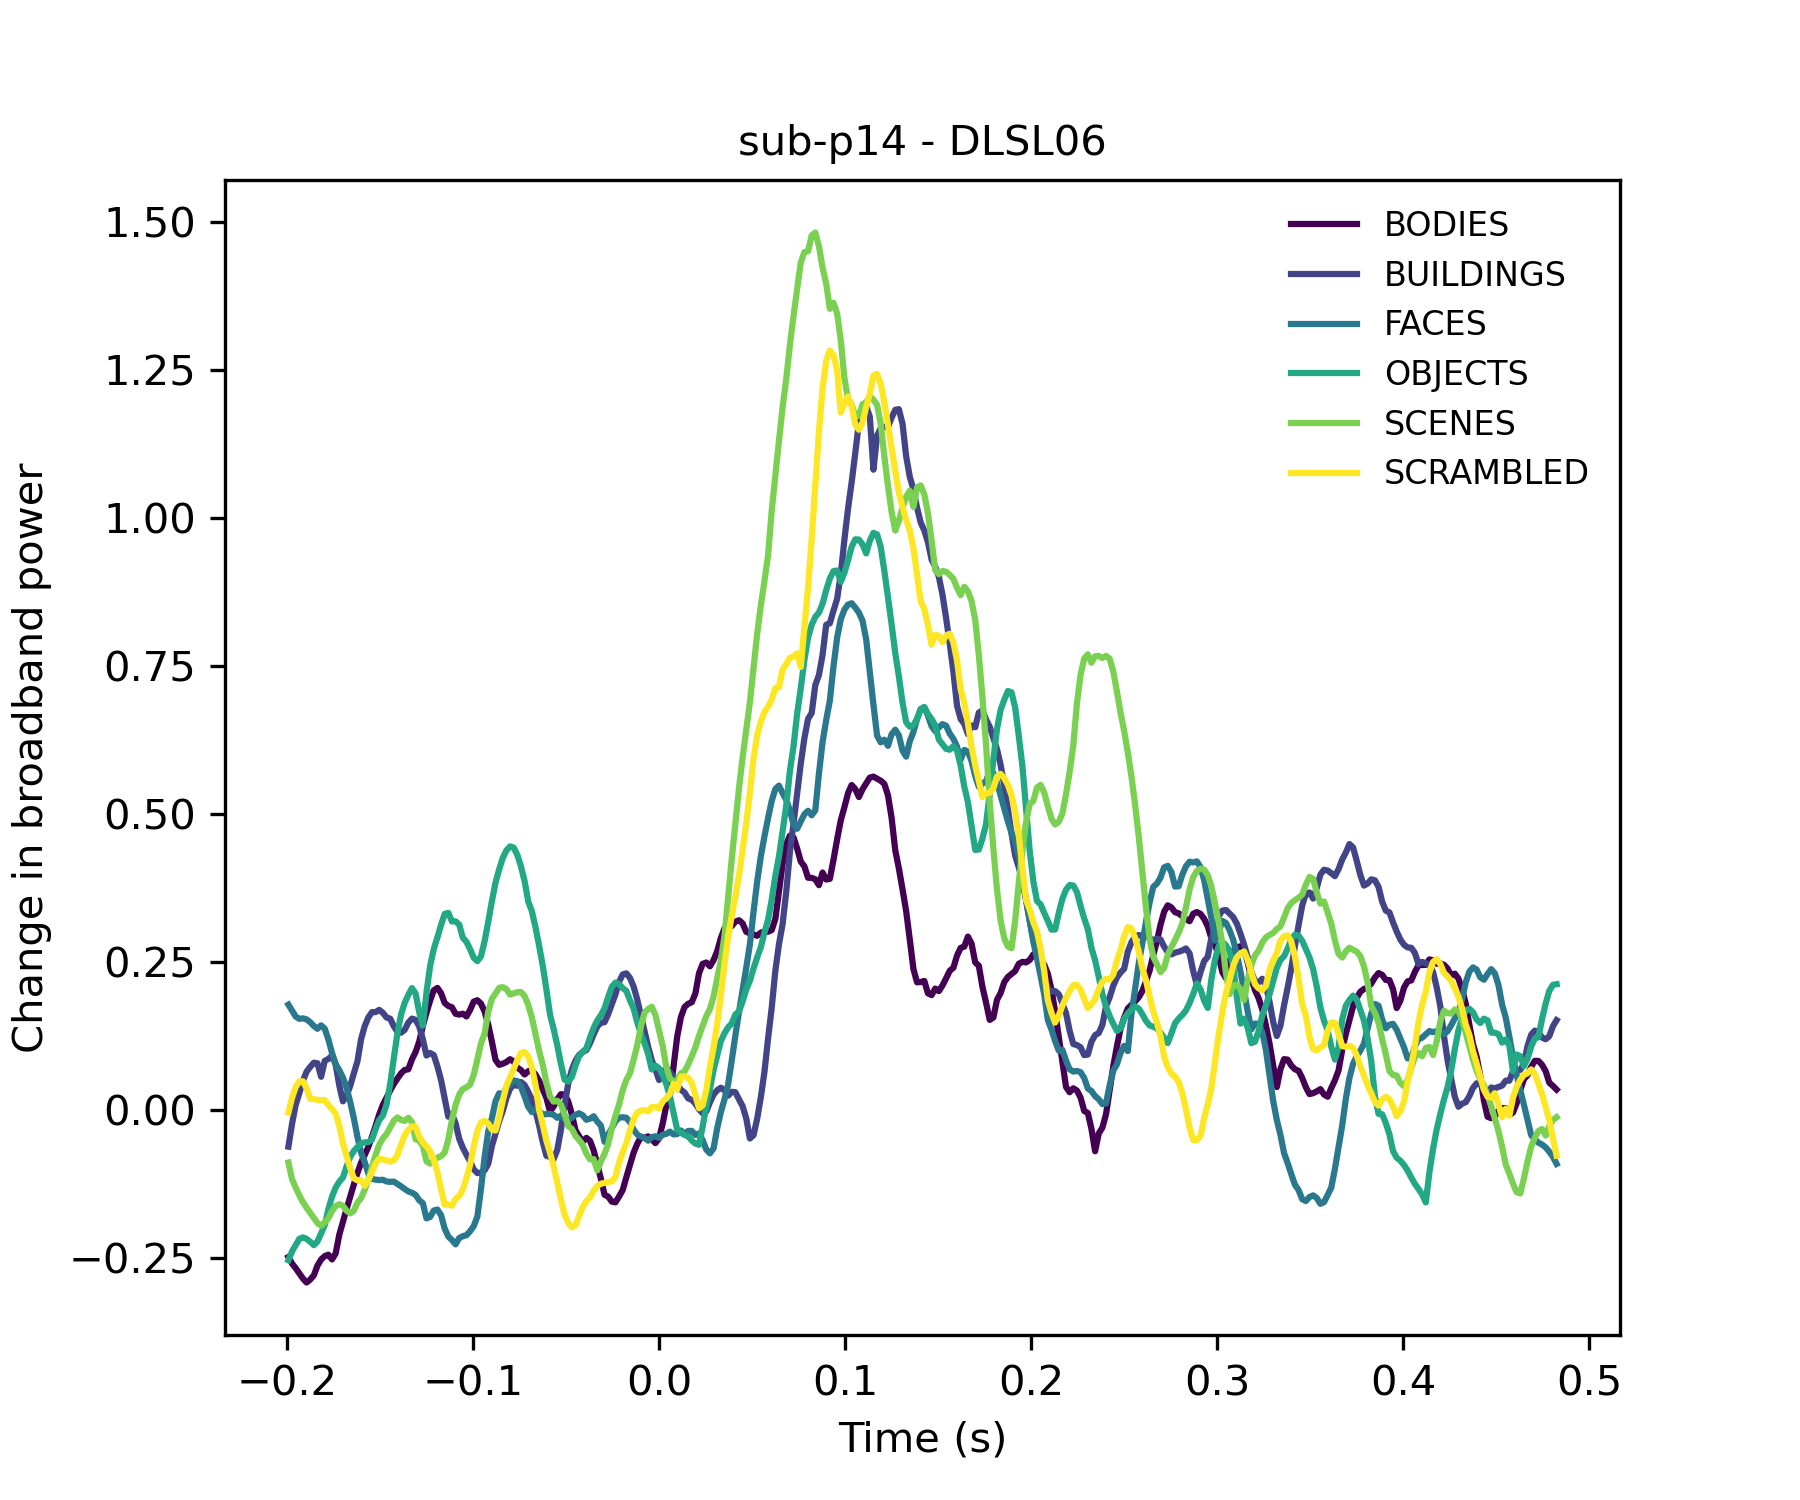 sub-p14 - DLSL06
1.50
1.25
1.00
0.75
0.50
0.25
0.00
−0.25
Change in broadband power
BODIES
BUILDINGS
FACES
OBJECTS
SCENES
SCRAMBLED
−0.2 −0.1 0.0 0.1 0.2 0.3 0.4 0.5
Time (s)